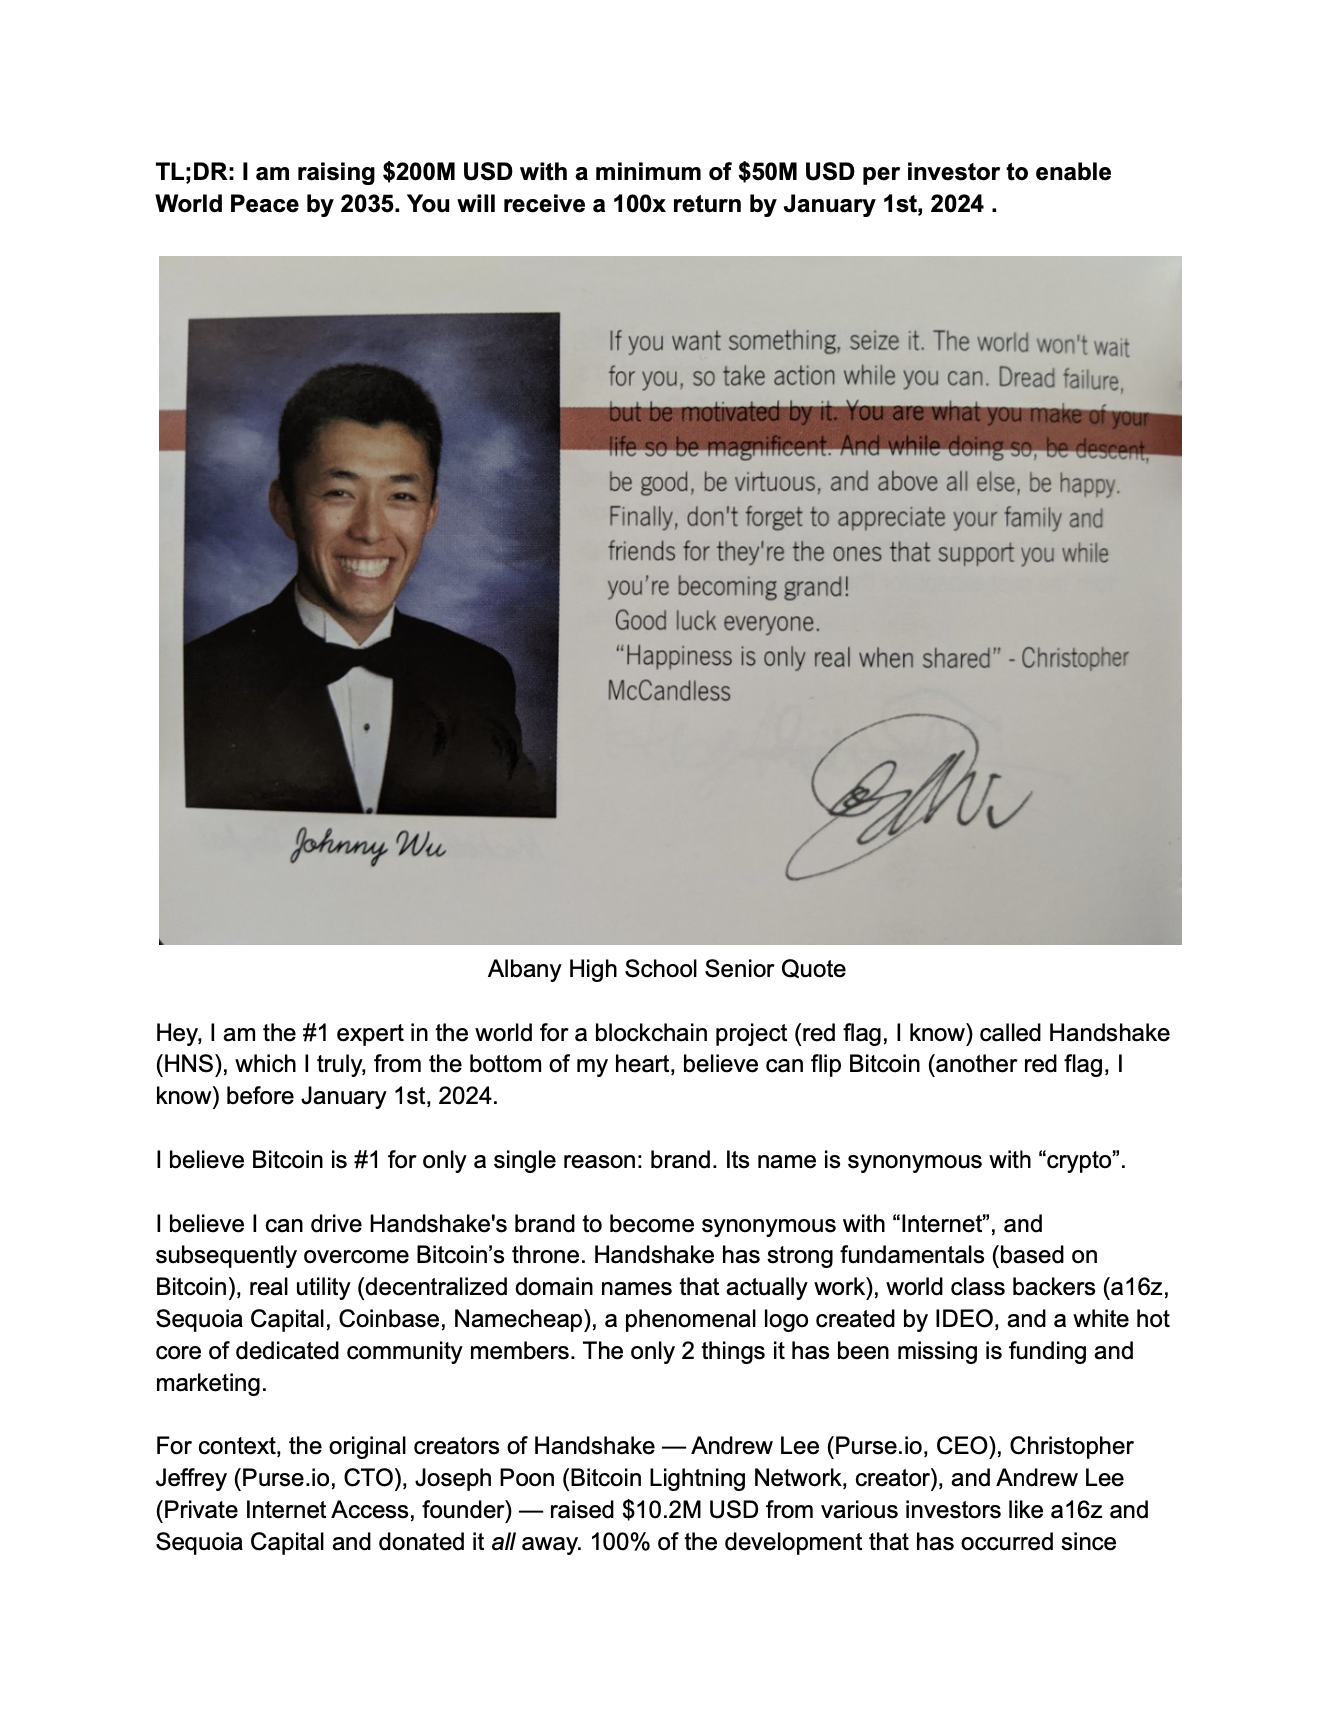 TL;DR: I am raising $200M USD with a minimum of $50M USD per investor to enable
World Peace by 2035. You will receive a 100x return by January 1st, 2024 .
If you want something, seize it. The world won't wait
for you, so take action while you can. Dread failure,
but be motivated by it. You are what you make of your
life so be magnificent. And while doing so, be descent,
be good, be virtuous, and above all else, be happy.
Finally, don't forget to appreciate your family and
friends for they're the ones that support you while
you're becoming grand!
Good luck everyone.
“Happiness is only real when shared” - Christopher
McCandless
Johnny Wu
Albany High School Senior Quote
Hey, I am the #1 expert in the world for a blockchain project (red flag, I know) called Handshake
(HNS), which I truly, from the bottom of my heart, believe can flip Bitcoin (another red flag, I
know) before January 1st, 2024.
I believe Bitcoin is #1 for only a single reason: brand. Its name is synonymous with “crypto”.
I believe I can drive Handshake's brand to become synonymous with “Internet”, and
subsequently overcome Bitcoin’s throne. Handshake has strong fundamentals (based on
Bitcoin), real utility (decentralized domain names that actually work), world class backers (a16z,
Sequoia Capital, Coinbase, Namecheap), a phenomenal logo created by IDEO, and a white hot
core of dedicated community members. The only 2 things it has been missing is funding and
marketing.
For context, the original creators of Handshake — Andrew Lee (Purse.io, CEO), Christopher
Jeffrey (Purse.io, CTO), Joseph Poon (Bitcoin Lightning Network, creator), and Andrew Lee
(Private Internet Access, founder) — raised $10.2M USD from various investors like a16z and
Sequoia Capital and donated it all away. 100% of the development that has occurred since